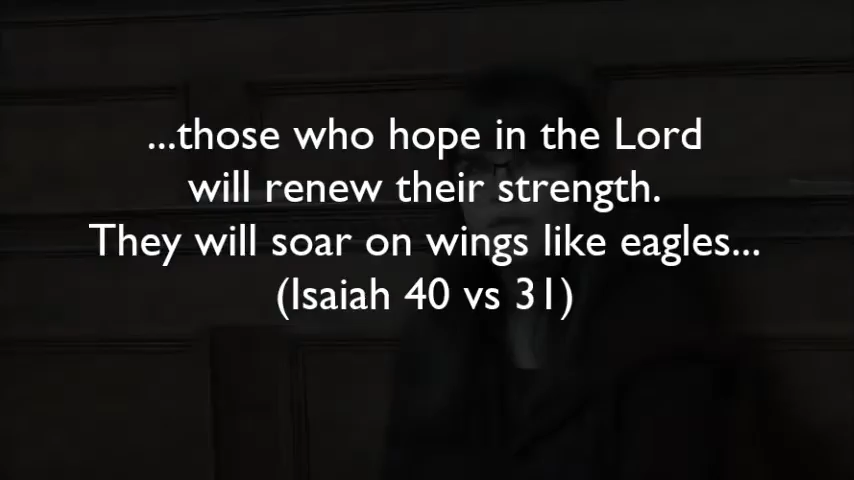 ...those who hope in the Lord
will renew their strength.
They will soar on wings like eagles...
(Isaiah 40 vs 31)